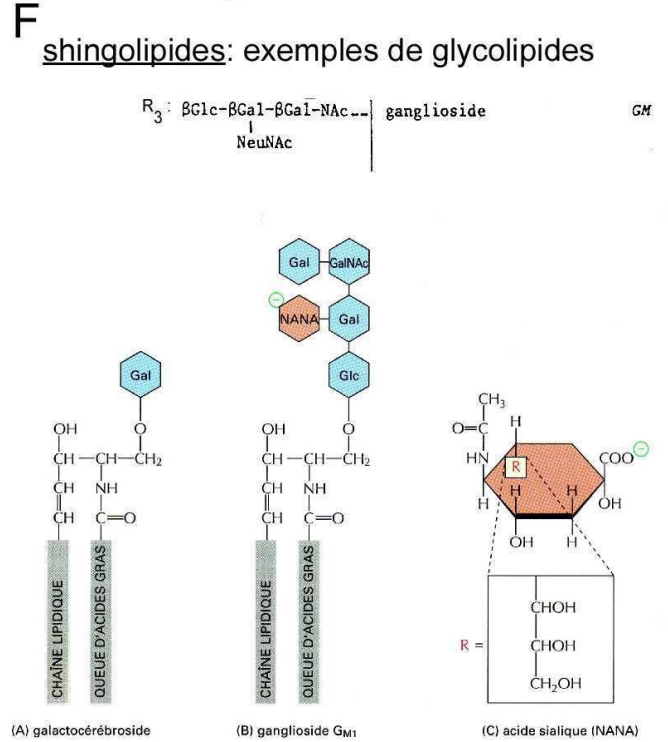 F
shingolipides: exemples de glycolipides
R3 : βGlc-βGal-βGal-NAc-- ganglioside GM
NeuNAc
Gal GalNAc
NANA Gal
Gal
Glc
OH O
CH CH CH2
CH NH
CH C=O
CHAÎNE LIPIDIQUE
QUEUE D'ACIDES GRAS
OH O
CH CH CH2
CH NH
CH C=O
CHAÎNE LIPIDIQUE
QUEUE D'ACIDES GRAS
CH3
O=C H
HN R COO
H H H OH
OH H
CHOH
R = CHOH
CH2OH
(A) galactocérébroside
(B) ganglioside GM1
(C) acide sialique (NANA)